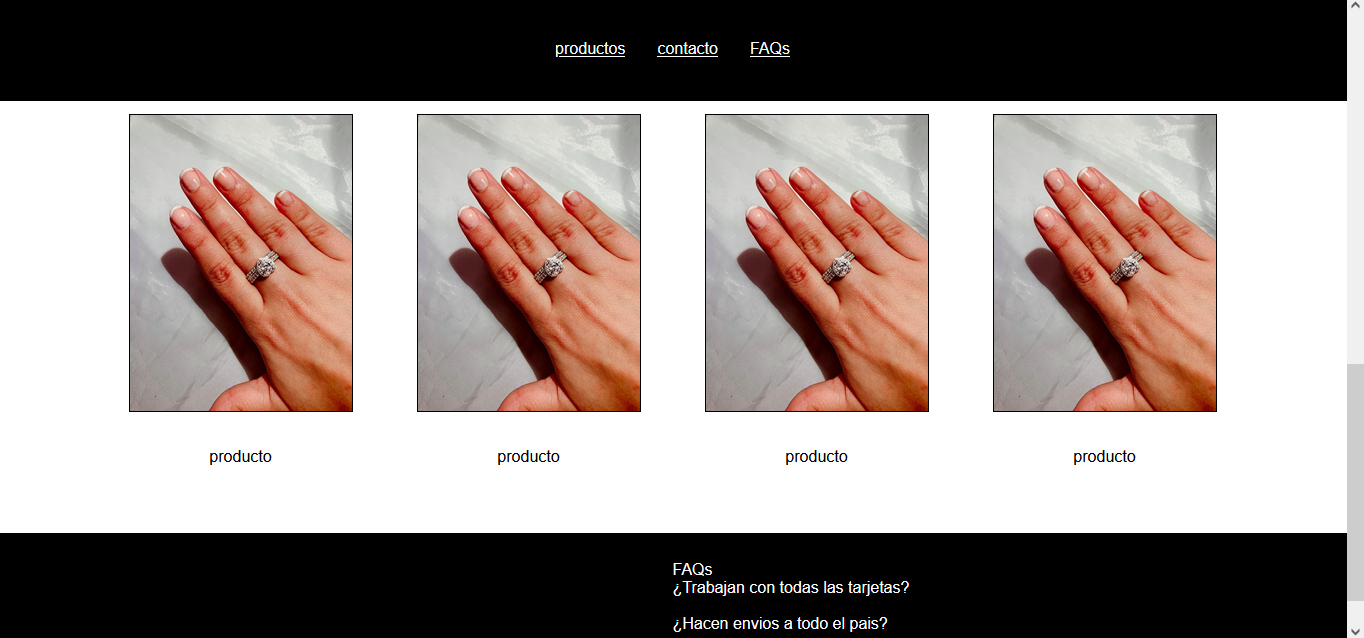 productos contacto FAQs
producto producto producto producto
FAQs
¿Trabajan con todas las tarjetas?
¿Hacen envios a todo el pais?